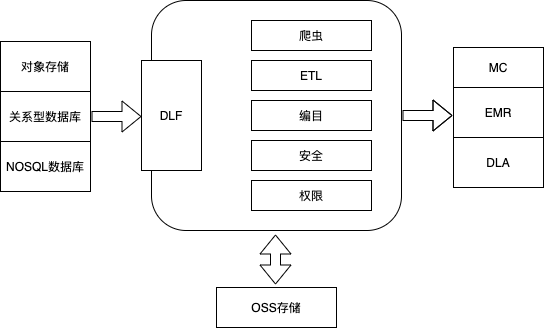 对象存储
关系型数据库
NOSQL数据库
DLF
爬虫
ETL
编目
安全
权限
MC
EMR
DLA
OSS存储